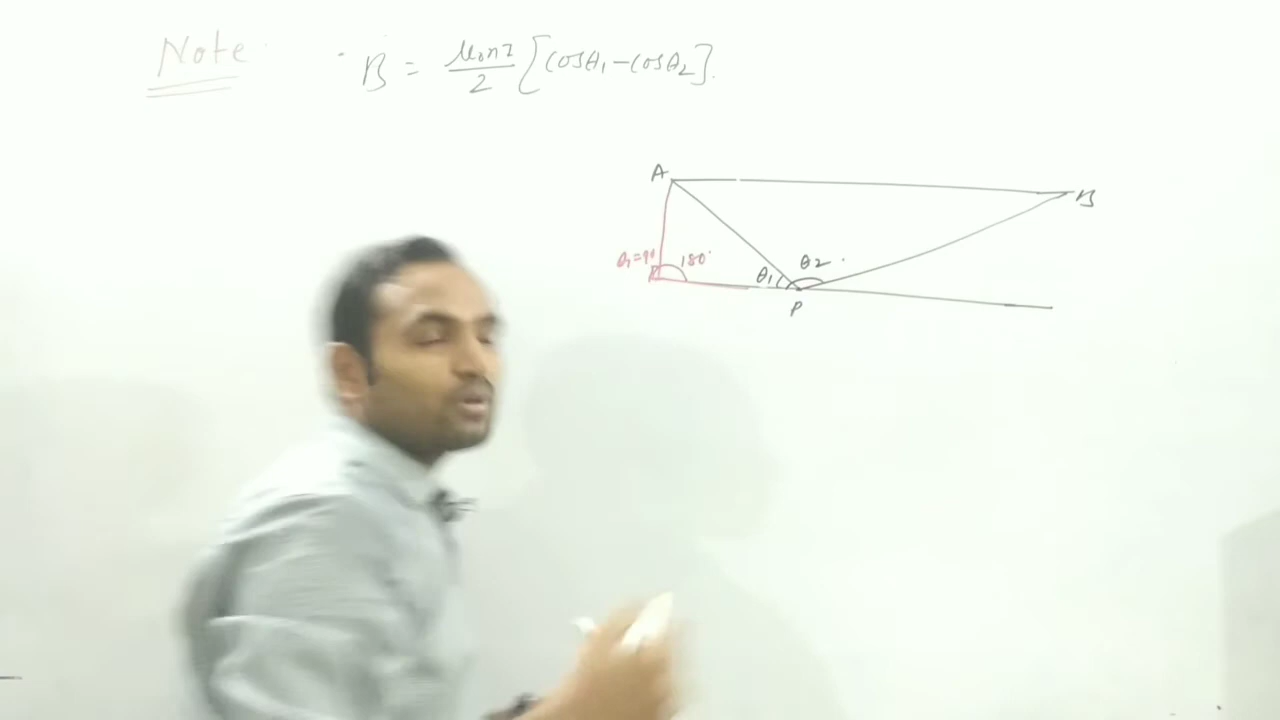 Note
B = μ₀nI/2 [cosθ₁-cosθ₂].
A
B
θ₁=90
180°
θ₁
θ2
P